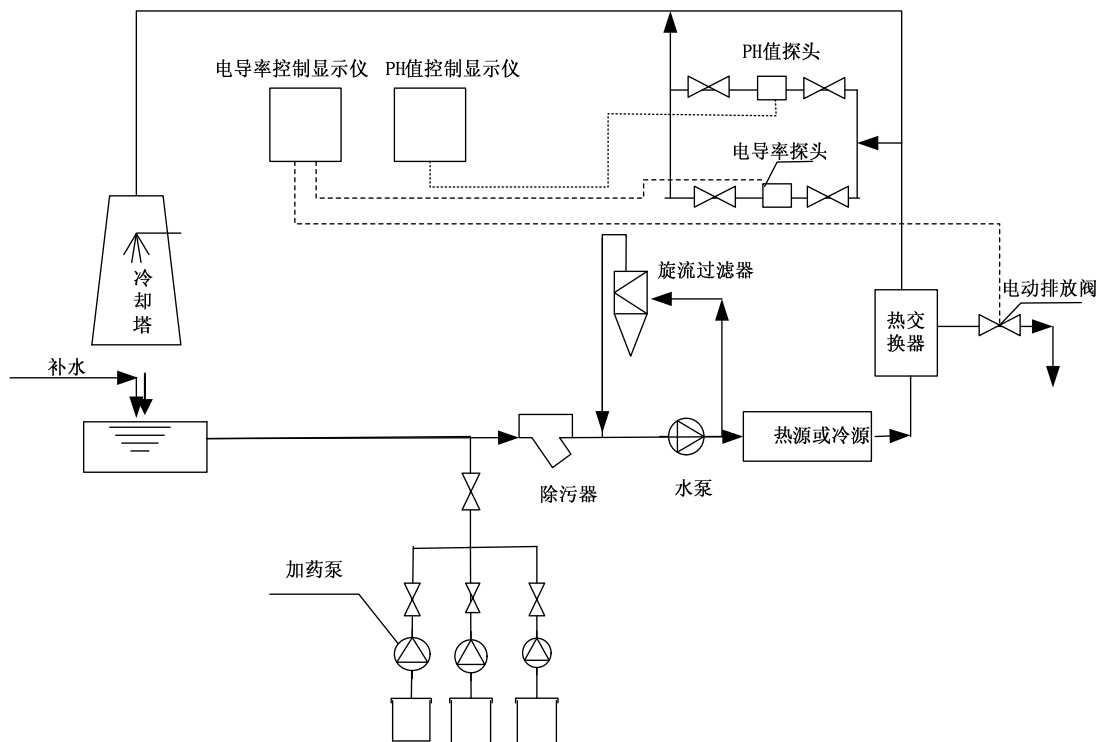 PH值探头
电导率控制显示仪
PH值控制显示仪
电导率探头
旋流过滤器
冷
却
塔
电动排放阀
热交
换器
补水
热源或冷源
除污器
水泵
加药泵